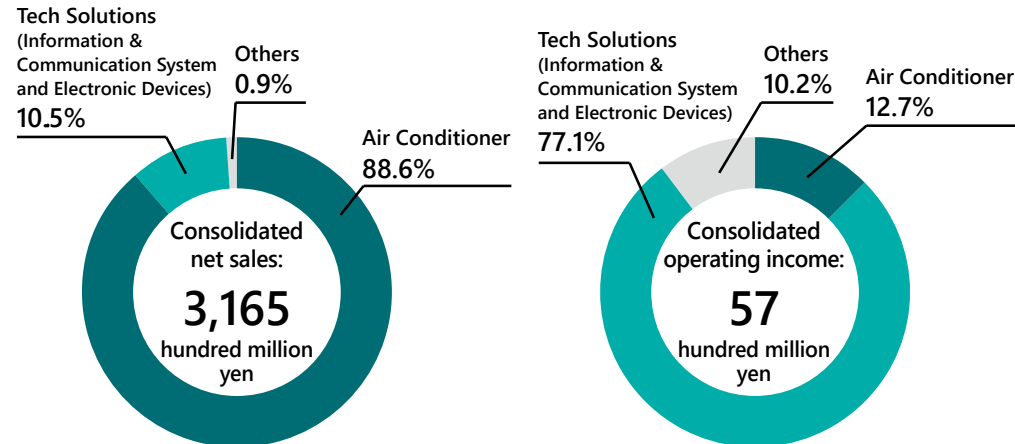 Tech Solutions
(Information &
Communication System
and Electronic Devices)
10.5%
Others
0.9%
Air Conditioner
88.6%
Consolidated
net sales:
3,165
hundred million
yen
Tech Solutions
(Information &
Communication System
and Electronic Devices)
77.1%
Others
10.2%
Air Conditioner
12.7%
Consolidated
operating income:
57
hundred million
yen